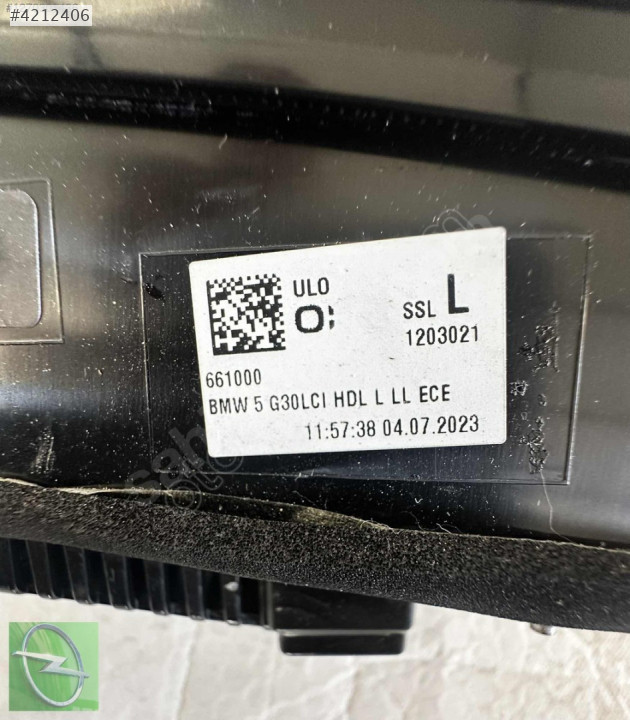 #4212406
ULO
SSL L
1203021
661000
BMW 5 G30LCI HDL L LL ECE
11:57:38 04.07.2023